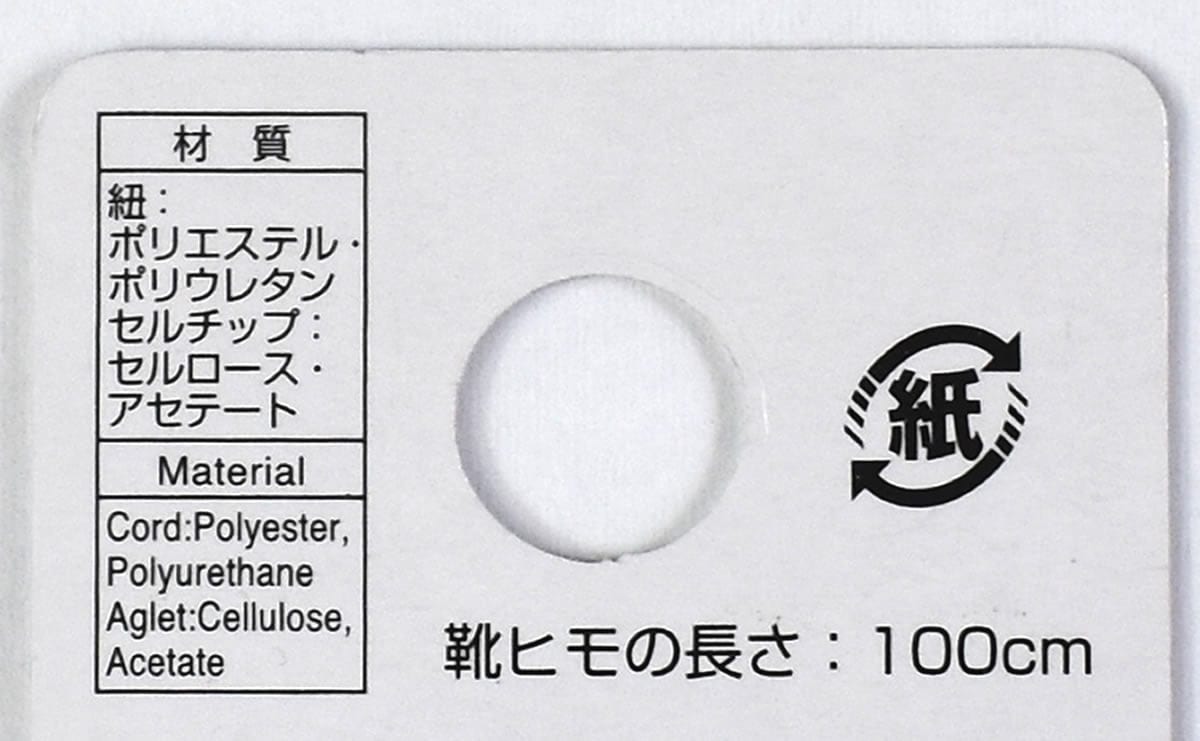 材 質
紐：
ポリエステル・
ポリウレタン
セルチップ：
セルロース・
アセテート
Material
Cord:Polyester,
Polyurethane
Aglet:Cellulose,
Acetate
紙
靴ヒモの長さ：100cm